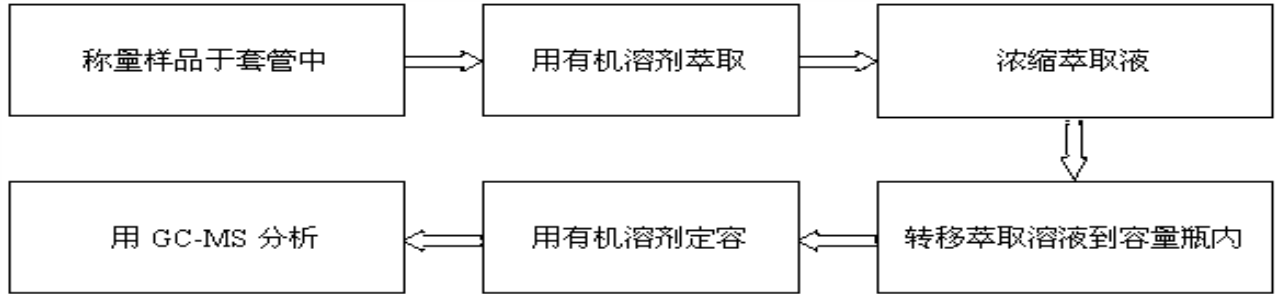 称量样品于套管中
用有机溶剂萃取
浓缩萃取液
转移萃取溶液到容量瓶内
用有机溶剂定容
用 GC-MS 分析